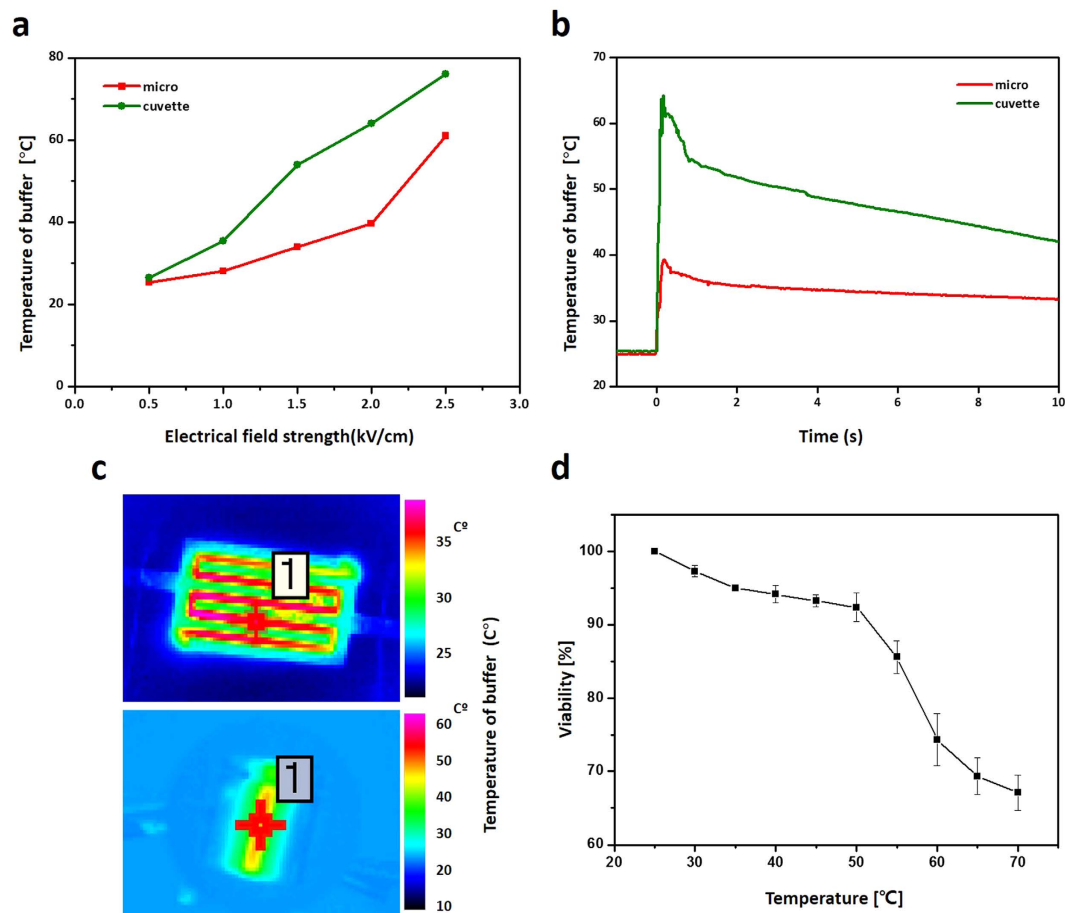 a
Temperature of buffer [°C]
80
60
40
20
0
micro
cuvette
0.0 0.5 1.0 1.5 2.0 2.5 3.0
Electrical field strength(kV/cm)
b
Temperature of buffer [°C]
70
60
50
40
30
20
micro
cuvette
0 2 4 6 8 10
Time (s)
c
1
Cº
35
30
25
1
Cº
60
50
40
30
20
10
Temperature of buffer (C°)
d
Viability [%]
100
90
80
70
60
20 30 40 50 60 70
Temperature [℃]